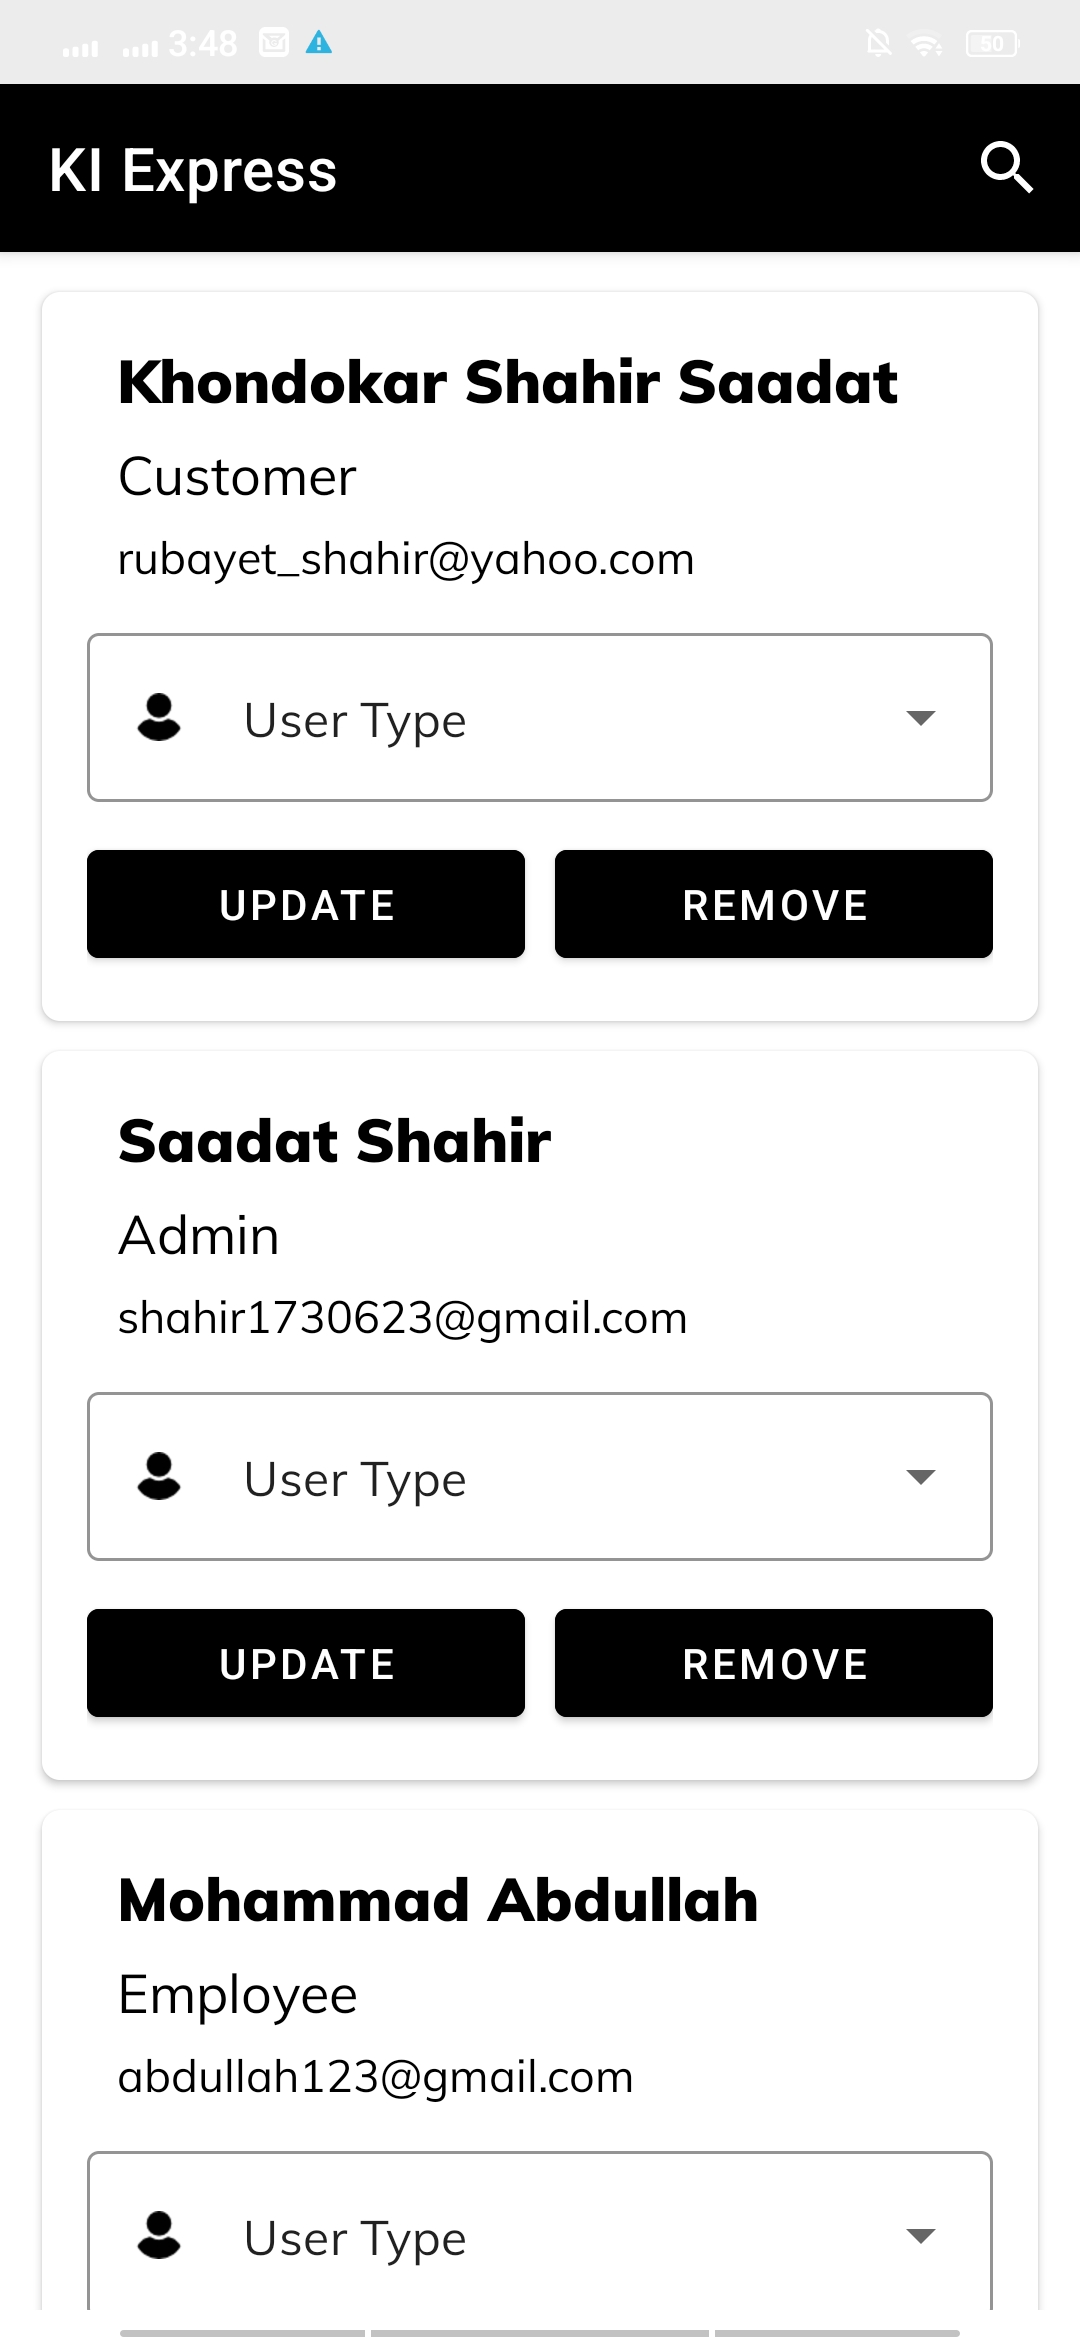 3:48 50
KI Express
Khondokar Shahir Saadat
Customer
rubayet_shahir@yahoo.com
User Type
UPDATE REMOVE
Saadat Shahir
Admin
shahir1730623@gmail.com
User Type
UPDATE REMOVE
Mohammad Abdullah
Employee
abdullah123@gmail.com
User Type